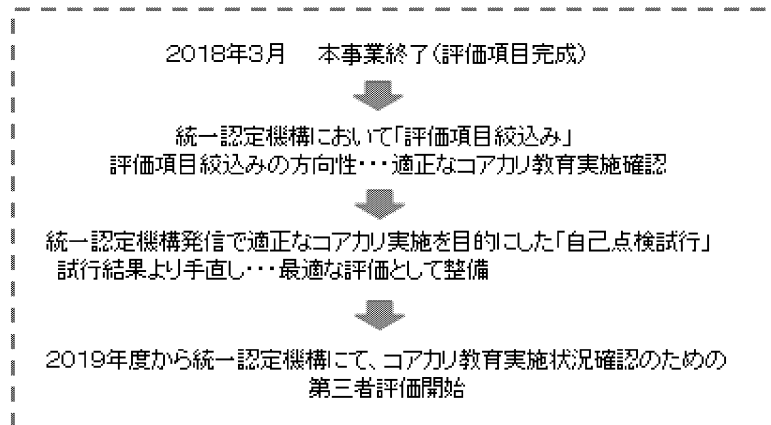 2018年3月　本事業終了（評価項目完成）
統一認定機構において「評価項目絞込み」
評価項目絞込みの方向性・・・適正なコアカリ教育実施確認
統一認定機構発信で適正なコアカリ実施を目的にした「自己点検試行」
試行結果より手直し・・・最適な評価として整備
2019年度から統一認定機構にて、コアカリ教育実施状況確認のための
第三者評価開始